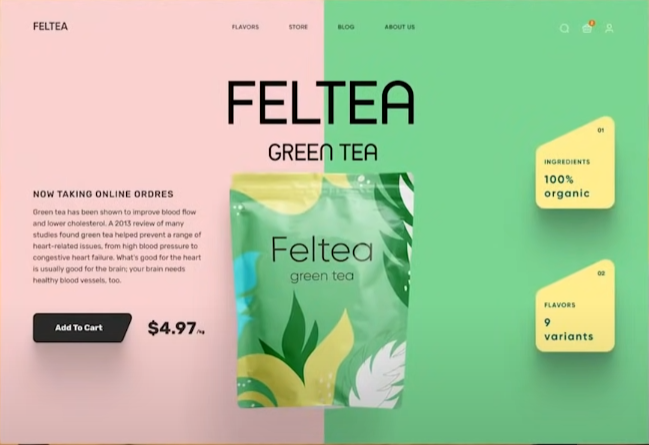 FELTEA
FLAVORS
STORE
BLOG
ABOUT US
FELTEA
GREEN TEA
NOW TAKING ONLINE ORDRES
Green tea has been shown to improve blood flow
and lower cholesterol. A 2013 review of many
studies found green tea helped prevent a range of
heart-related issues, from high blood pressure to
congestive heart failure. What's good for the heart
is usually good for the brain; your brain needs
healthy blood vessels, too.
Add To Cart
$4.97
Feltea
green tea
01
INGREDIENTS
100%
organic
02
FLAVORS
9
variants